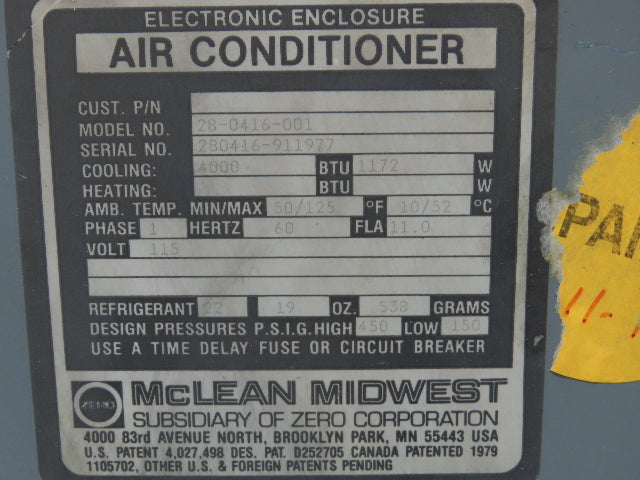 ELECTRONIC ENCLOSURE
AIR CONDITIONER
CUST. P/N
MODEL NO. 28-0416-001
SERIAL NO. 280416-911977
COOLING: 4000 BTU 1172 W
HEATING: BTU W
AMB. TEMP. MIN/MAX 50/125 °F 10/52 °C
PHASE 1 HERTZ 60 FLA 11.0
VOLT 115
REFRIGERANT 22 19 OZ. 538 GRAMS
DESIGN PRESSURES P.S.I.G. HIGH 450 LOW 150
USE A TIME DELAY FUSE OR CIRCUIT BREAKER
ZERO McLEAN MIDWEST
SUBSIDIARY OF ZERO CORPORATION
4000 83rd AVENUE NORTH, BROOKLYN PARK, MN 55443 USA
U.S. PATENT 4,027,498 DES. PAT. D252705 CANADA PATENTED 1979
1105702, OTHER U.S. & FOREIGN PATENTS PENDING
PA
11-